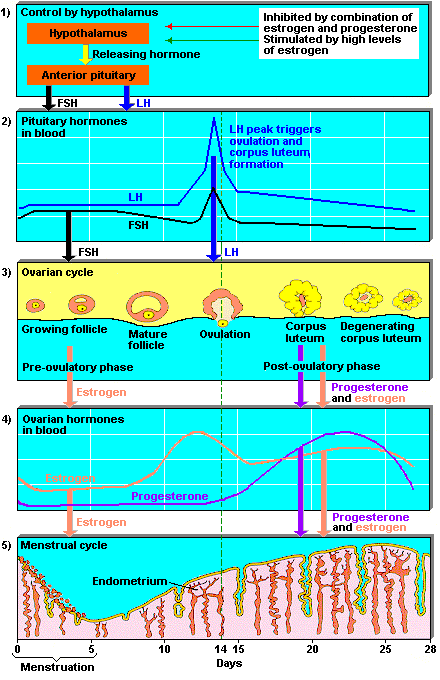 1)
Control by hypothalamus
Hypothalamus
Inhibited by combination of
estrogen and progesterone
Stimulated by high levels
of estrogen
Releasing hormone
Anterior pituitary
FSH
LH
2)
Pituitary hormones
in blood
LH peak triggers
ovulation and
corpus luteum
formation
LH
FSH
FSH
LH
3)
Ovarian cycle
Growing follicle
Mature
follicle
Ovulation
Corpus
luteum
Degenerating
corpus luteum
Pre-ovulatory phase
Post-ovulatory phase
Estrogen
Progesterone
and estrogen
4)
Ovarian hormones
in blood
Estrogen
Progesterone
Estrogen
Progesterone
and estrogen
5)
Menstrual cycle
Endometrium
0 5 10 14 15 20 25 28
Days
Menstruation